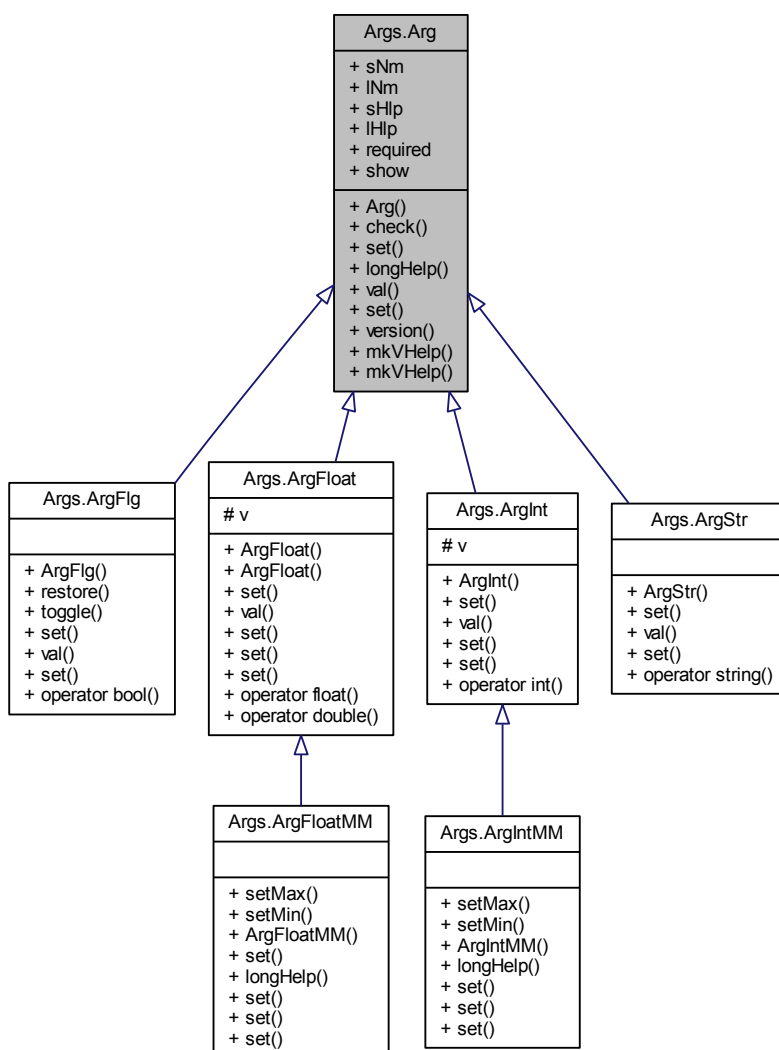 Args.Arg
+ sNm
+ lNm
+ sHlp
+ lHlp
+ required
+ show
+ Arg()
+ check()
+ set()
+ longHelp()
+ val()
+ set()
+ version()
+ mkVHelp()
+ mkVHelp()
Args.ArgFlg
+ ArgFlg()
+ restore()
+ toggle()
+ set()
+ val()
+ set()
+ operator bool()
Args.ArgFloat
# v
+ ArgFloat()
+ ArgFloat()
+ set()
+ val()
+ set()
+ set()
+ set()
+ operator float()
+ operator double()
Args.ArgInt
# v
+ ArgInt()
+ set()
+ val()
+ set()
+ set()
+ operator int()
Args.ArgStr
+ ArgStr()
+ set()
+ val()
+ set()
+ operator string()
Args.ArgFloatMM
+ setMax()
+ setMin()
+ ArgFloatMM()
+ set()
+ longHelp()
+ set()
+ set()
+ set()
Args.ArgIntMM
+ setMax()
+ setMin()
+ ArgIntMM()
+ longHelp()
+ set()
+ set()
+ set()